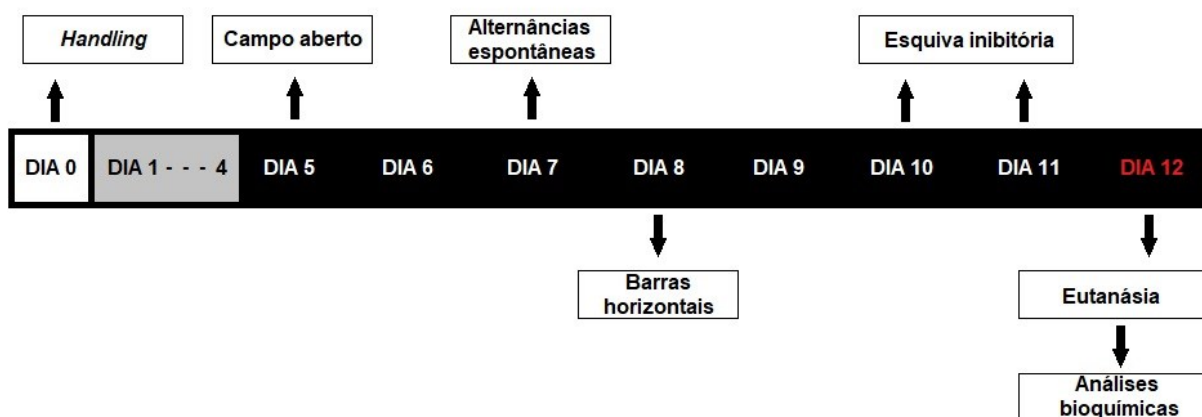 Handling
Campo aberto
Alternâncias
espontâneas
Esquiva inibitória
DIA 0
DIA 1 - - - 4
DIA 5
DIA 6
DIA 7
DIA 8
DIA 9
DIA 10
DIA 11
DIA 12
Barras
horizontais
Eutanásia
Análises
bioquímicas